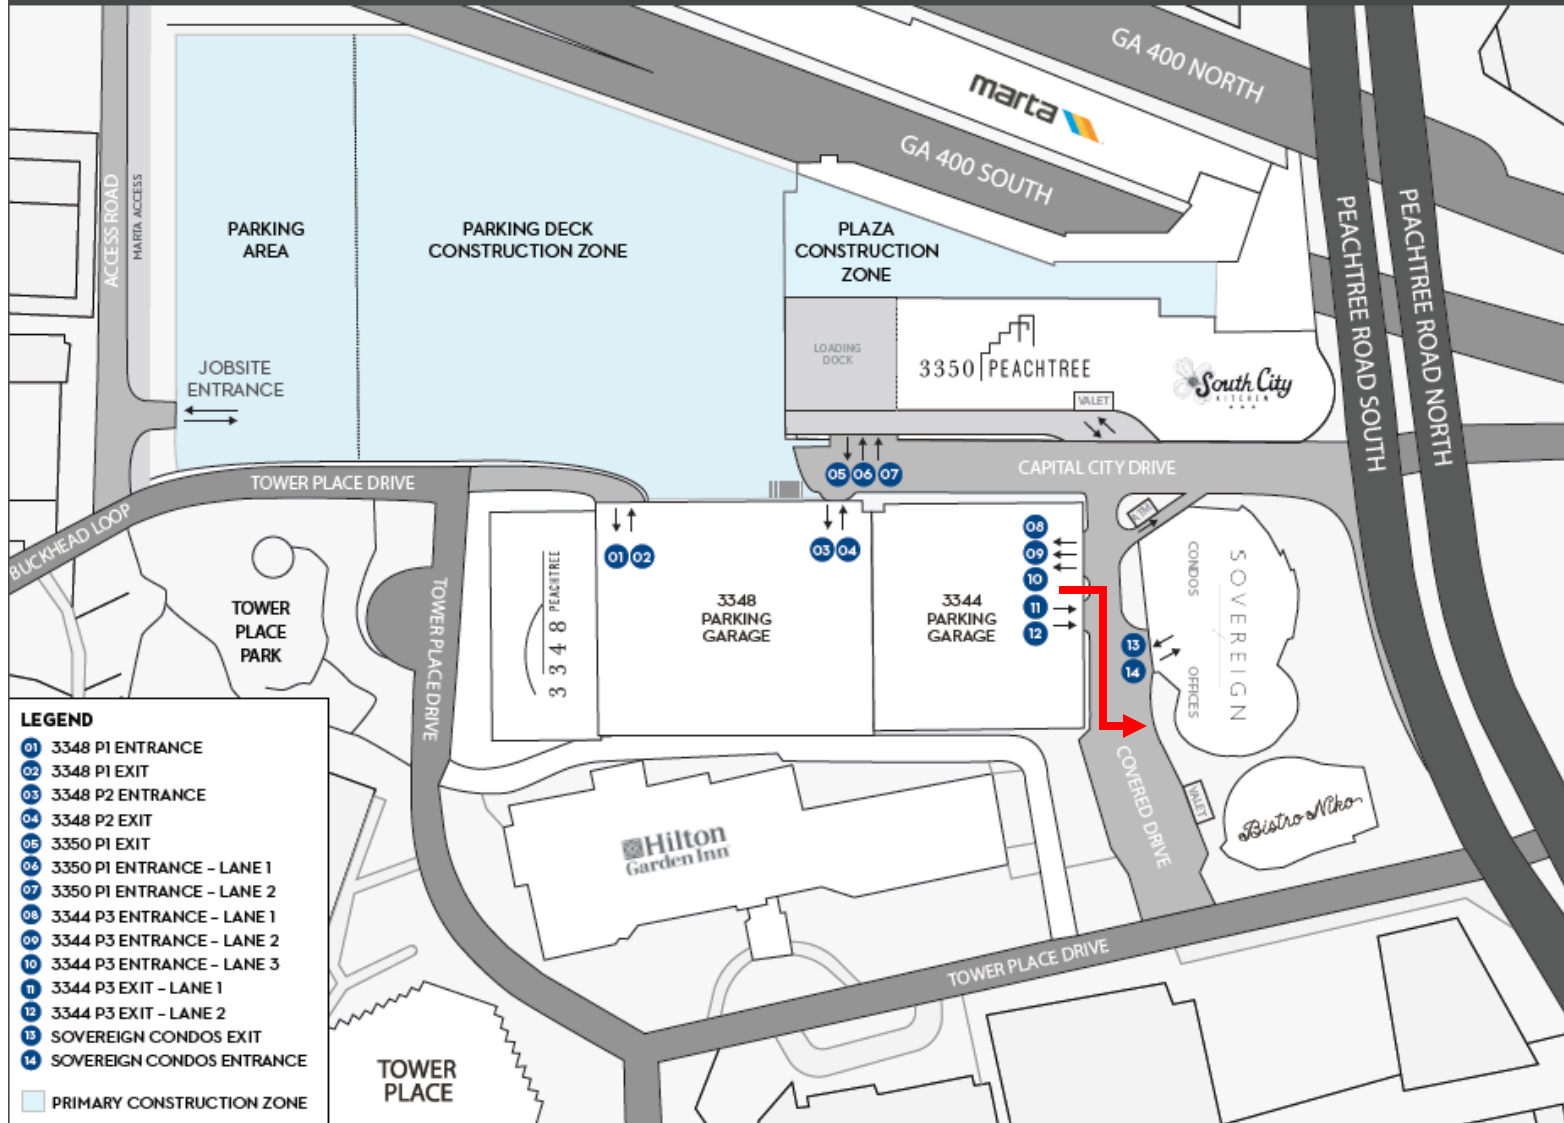 GA 400 NORTH
marta
GA 400 SOUTH
ACCESS ROAD
MARTA ACCESS
PARKING
AREA
PARKING DECK
CONSTRUCTION ZONE
PLAZA
CONSTRUCTION
ZONE
PEACHTREE ROAD SOUTH
PEACHTREE ROAD NORTH
JOBSITE
ENTRANCE
LOADING
DOCK
3350 PEACHTREE
South City
KITCHEN
VALET
CAPITAL CITY DRIVE
05 06 07
TOWER PLACE DRIVE
BUCKHEAD LOOP
ATM
01 02
03 04
08
09
10
11
12
3348 PEACHTREE
3348
PARKING
GARAGE
3344
PARKING
GARAGE
13
14
CONDOS
SOVEREIGN
OFFICES
TOWER
PLACE
PARK
TOWER PLACE DRIVE
COVERED DRIVE
VALET
Bistro Niko
Hilton
Garden Inn
TOWER PLACE DRIVE
TOWER
PLACE
LEGEND
01 3348 P1 ENTRANCE
02 3348 P1 EXIT
03 3348 P2 ENTRANCE
04 3348 P2 EXIT
05 3350 P1 EXIT
06 3350 P1 ENTRANCE – LANE 1
07 3350 P1 ENTRANCE – LANE 2
08 3344 P3 ENTRANCE – LANE 1
09 3344 P3 ENTRANCE – LANE 2
10 3344 P3 ENTRANCE – LANE 3
11 3344 P3 EXIT – LANE 1
12 3344 P3 EXIT – LANE 2
13 SOVEREIGN CONDOS EXIT
14 SOVEREIGN CONDOS ENTRANCE
PRIMARY CONSTRUCTION ZONE